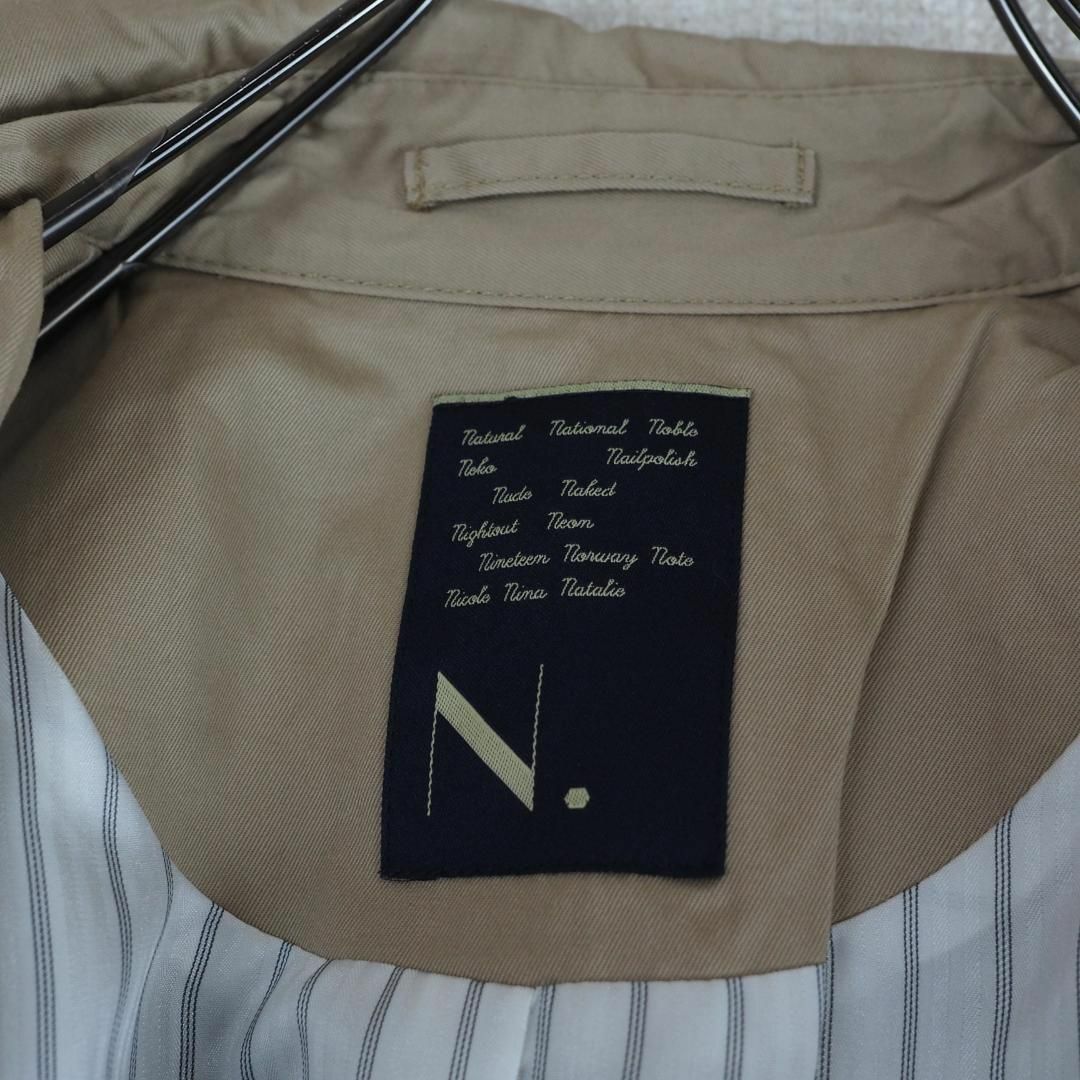 Natural National Noble
Neko Nailpolish
Nude Naked
Nightout Neon
Nineteen Norway Note
Nicole Nina Natalie
N.